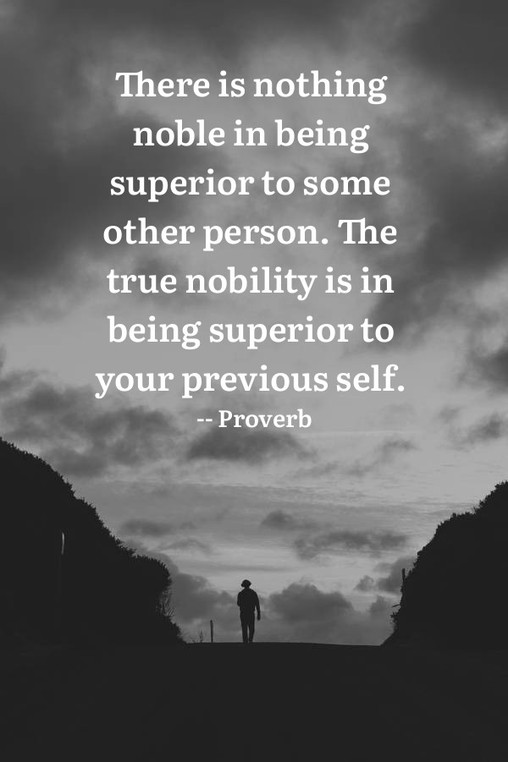 There is nothing
noble in being
superior to some
other person. The
true nobility is in
being superior to
your previous self.
-- Proverb